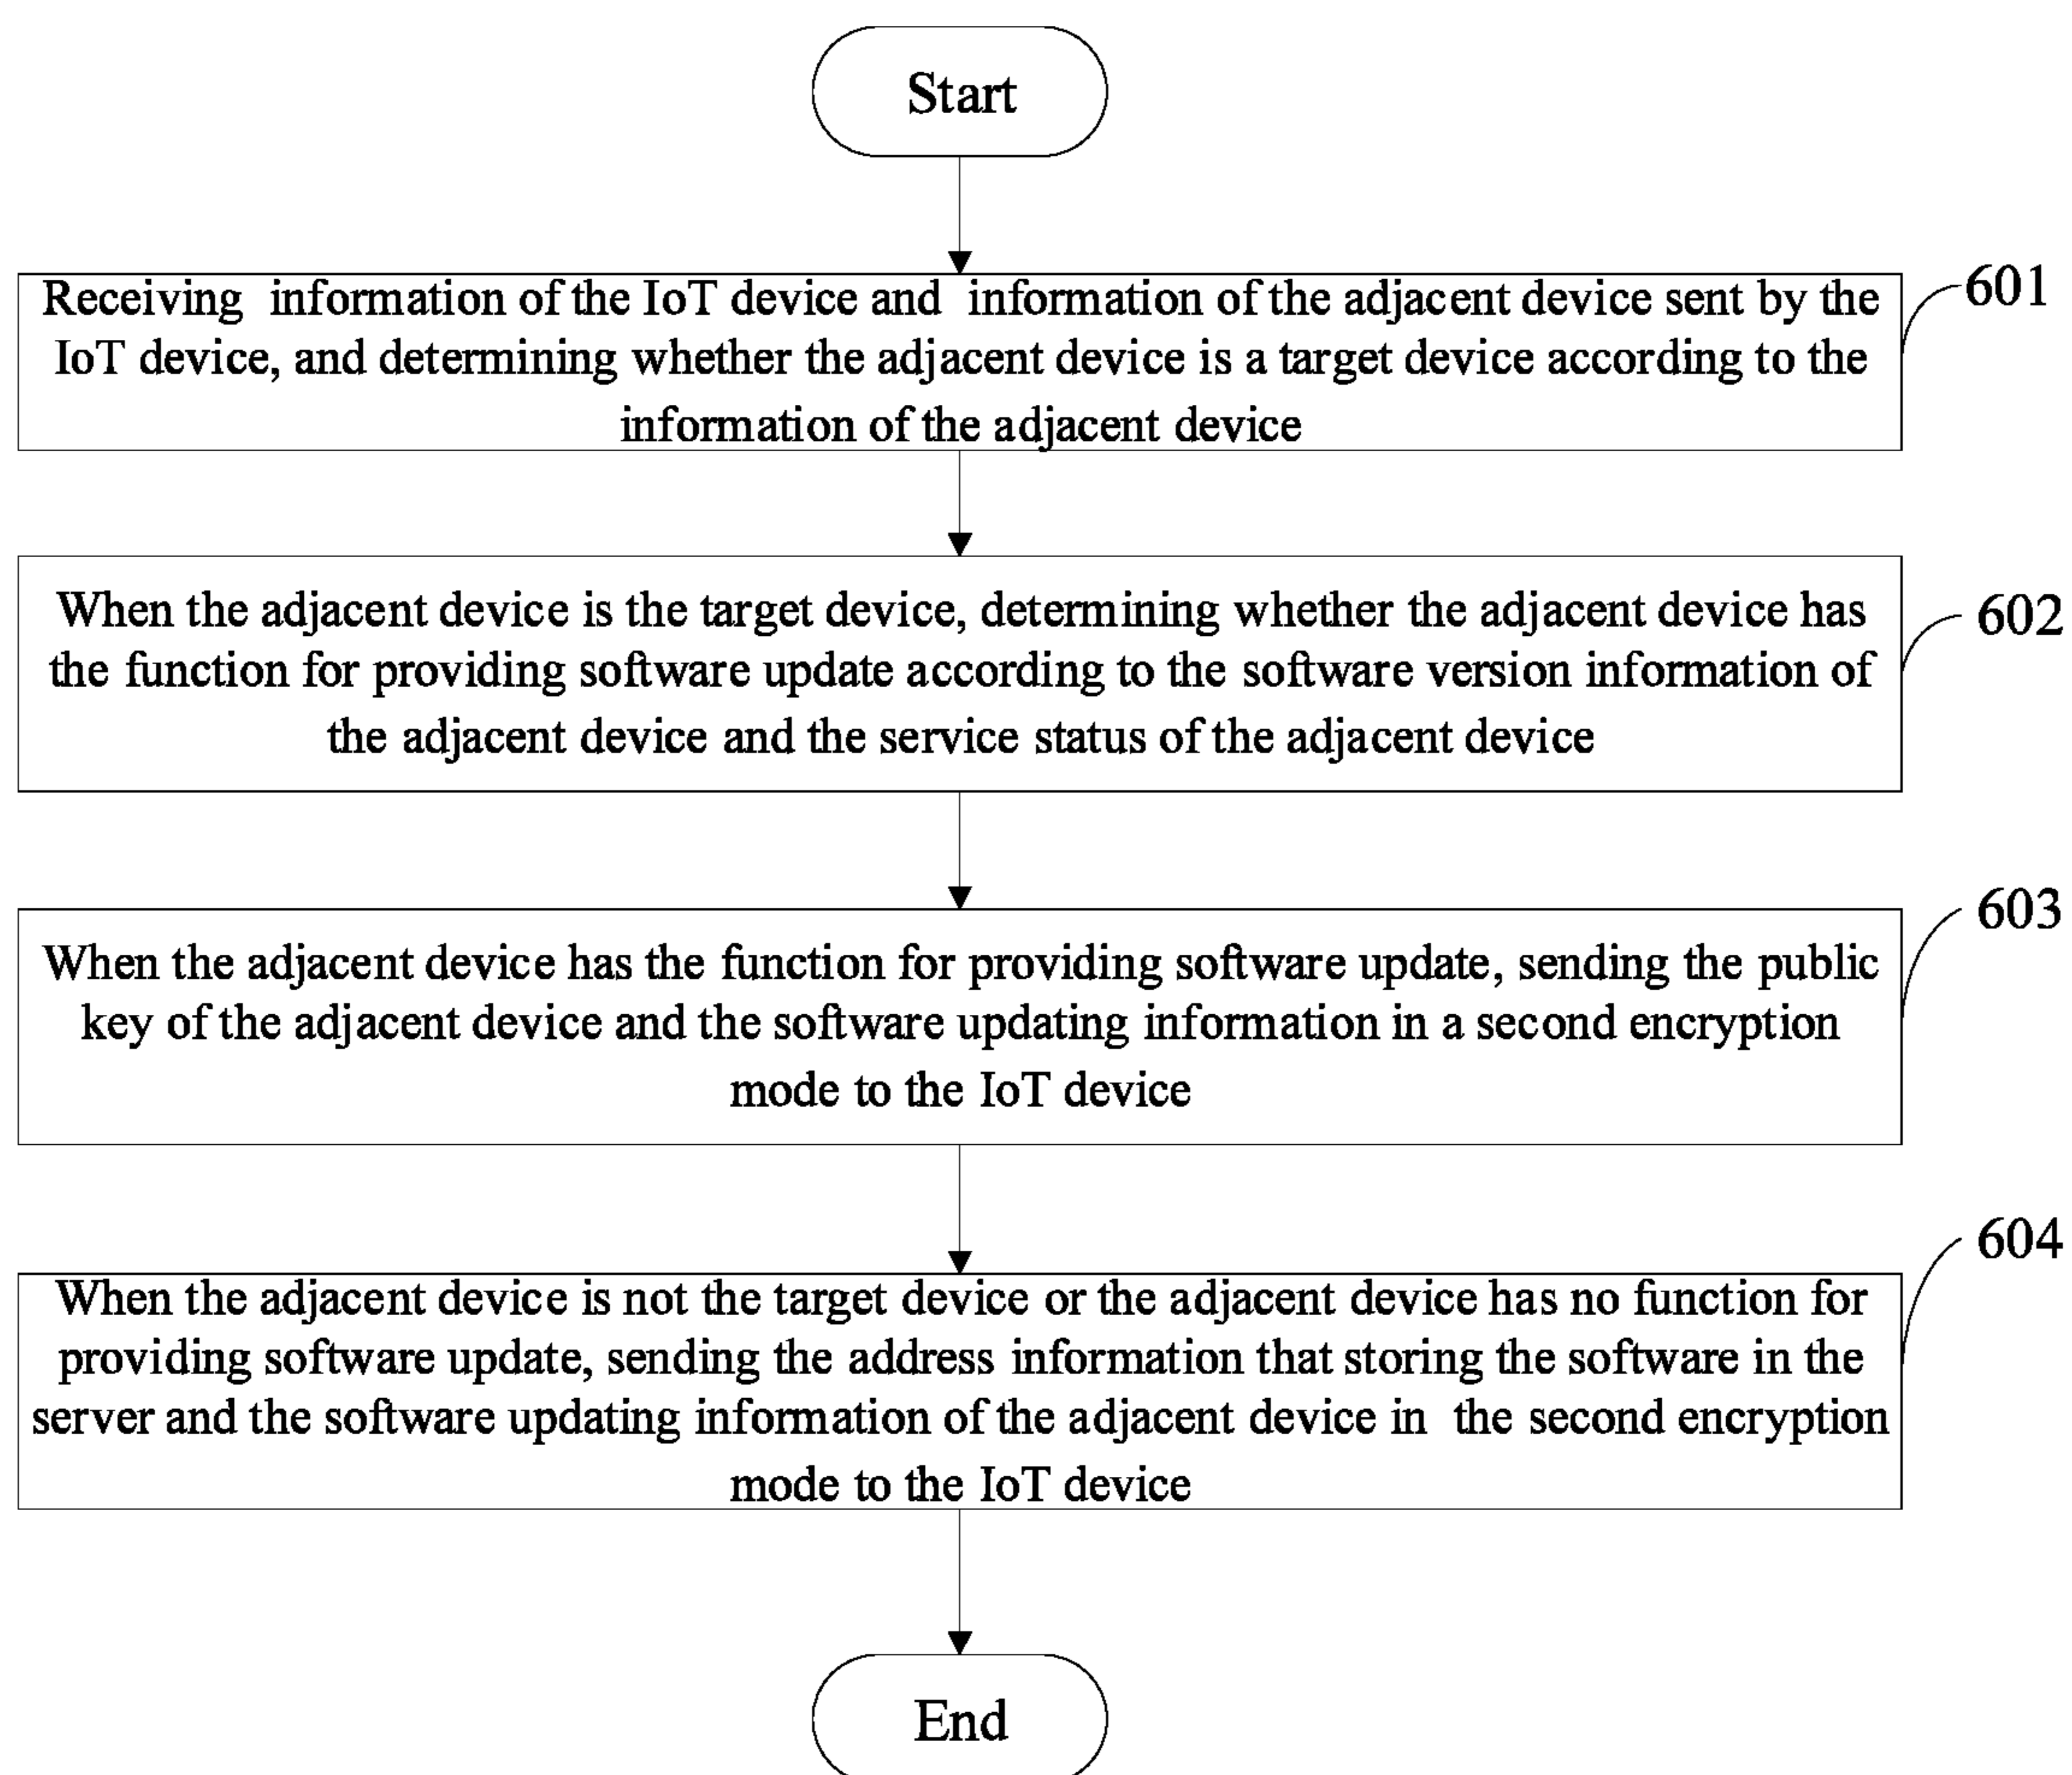 Start
Receiving information of the IoT device and information of the adjacent device sent by the
IoT device, and determining whether the adjacent device is a target device according to the
information of the adjacent device
601
When the adjacent device is the target device, determining whether the adjacent device has
the function for providing software update according to the software version information of
the adjacent device and the service status of the adjacent device
602
When the adjacent device has the function for providing software update, sending the public
key of the adjacent device and the software updating information in a second encryption
mode to the IoT device
603
When the adjacent device is not the target device or the adjacent device has no function for
providing software update, sending the address information that storing the software in the
server and the software updating information of the adjacent device in the second encryption
mode to the IoT device
604
End